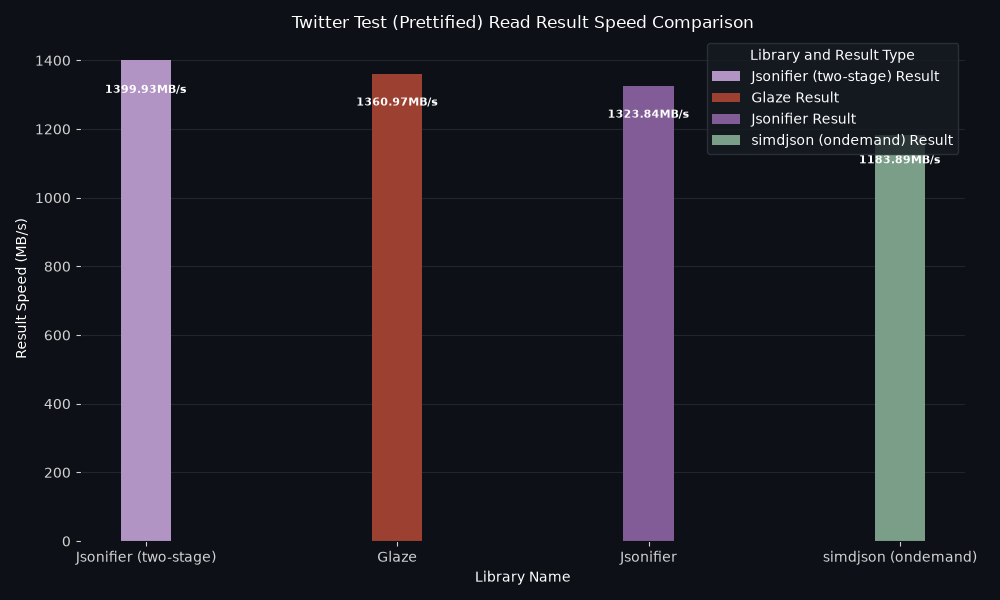 Twitter Test (Prettified) Read Result Speed Comparison
Library and Result Type
Jsonifier (two-stage) Result
Glaze Result
Jsonifier Result
simdjson (ondemand) Result
1399.93MB/s
1360.97MB/s
1323.84MB/s
1183.89MB/s
Result Speed (MB/s)
1400
1200
1000
800
600
400
200
0
Jsonifier (two-stage)
Glaze
Jsonifier
simdjson (ondemand)
Library Name